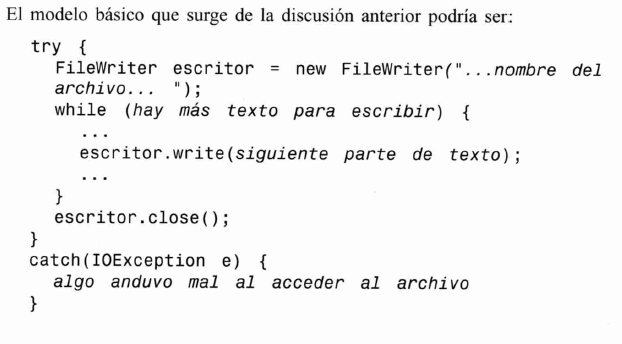 El modelo básico que surge de la discusión anterior podría ser:
try {
FileWriter escritor = new FileWriter("...nombre del
archivo... ");
while (hay más texto para escribir) {
...
escritor.write(siguiente parte de texto);
...
}
escritor.close();
}
catch(IOException e) {
algo anduvo mal al acceder al archivo
}